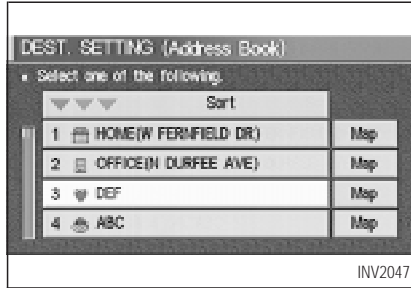 DEST. SETTING (Address Book)
Select one of the following.
Sort
1 HOME(W FERNFIELD DR) Map
2 OFFICE(N DURFEE AVE) Map
3 DEF Map
4 ABC Map
INV2047